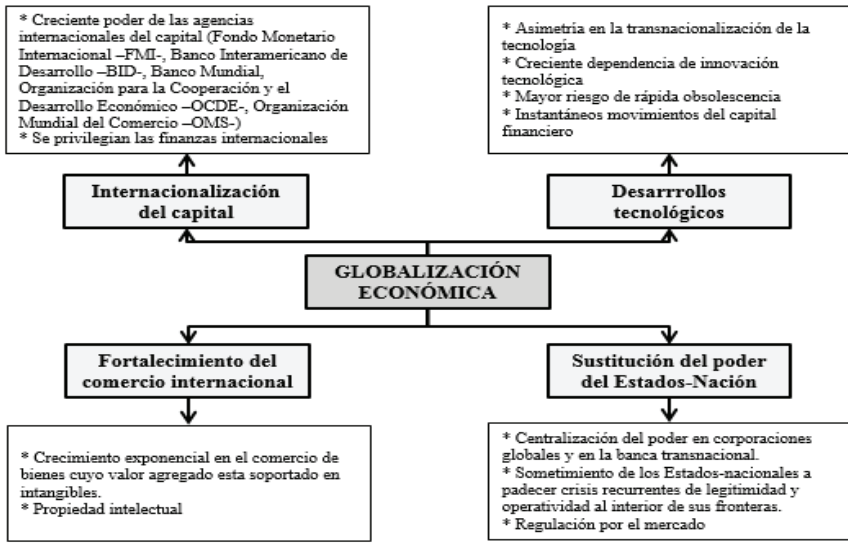 * Creciente poder de las agencias
internacionales del capital (Fondo Monetario
Internacional –FMI-, Banco Interamericano de
Desarrollo –BID-, Banco Mundial,
Organización para la Cooperación y el
Desarrollo Económico –OCDE-, Organización
Mundial del Comercio –OMS-)
* Se privilegian las finanzas internacionales
* Asimetría en la transnacionalización de la
tecnología
* Creciente dependencia de innovación
tecnológica
* Mayor riesgo de rápida obsolescencia
* Instantáneos movimientos del capital
financiero
Internacionalización
del capital
Desarrrollos
tecnológicos
GLOBALIZACIÓN
ECONÓMICA
Fortalecimiento del
comercio internacional
Sustitución del poder
del Estados-Nación
* Crecimiento exponencial en el comercio de
bienes cuyo valor agregado esta soportado en
intangibles.
* Propiedad intelectual
* Centralización del poder en corporaciones
globales y en la banca transnacional.
* Sometimiento de los Estados-nacionales a
padecer crisis recurrentes de legitimidad y
operatividad al interior de sus fronteras.
* Regulación por el mercado